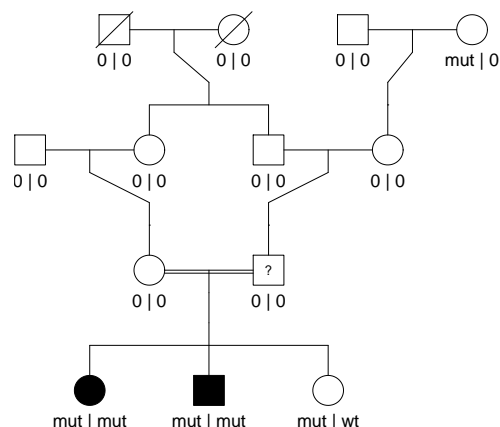 0 | 0 0 | 0 0 | 0 mut | 0
0 | 0 0 | 0 0 | 0 0 | 0
?
0 | 0 0 | 0
mut | mut mut | mut mut | wt